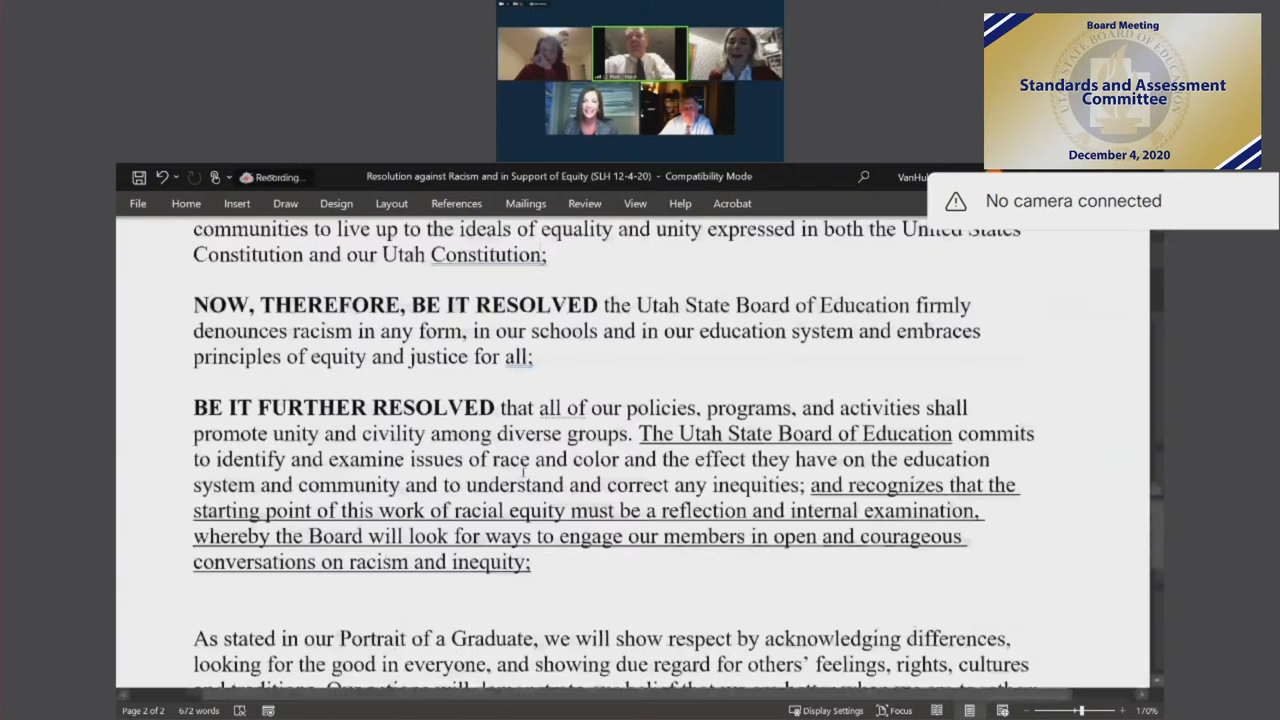 Board Meeting
Standards and Assessment
Committee
December 4, 2020
No camera connected
Recording...
Resolution against Racism and in Support of Equity (SLH 12-4-20) - Compatibility Mode
File Home Insert Draw Design Layout References Mailings Review View Help Acrobat
communities to live up to the ideals of equality and unity expressed in both the United States
Constitution and our Utah Constitution;
NOW, THEREFORE, BE IT RESOLVED the Utah State Board of Education firmly
denounces racism in any form, in our schools and in our education system and embraces
principles of equity and justice for all;
BE IT FURTHER RESOLVED that all of our policies, programs, and activities shall
promote unity and civility among diverse groups. The Utah State Board of Education commits
to identify and examine issues of race and color and the effect they have on the education
system and community and to understand and correct any inequities; and recognizes that the
starting point of this work of racial equity must be a reflection and internal examination,
whereby the Board will look for ways to engage our members in open and courageous
conversations on racism and inequity;
As stated in our Portrait of a Graduate, we will show respect by acknowledging differences,
looking for the good in everyone, and showing due regard for others' feelings, rights, cultures
Page 2 of 2 672 words Display Settings Focus 170%